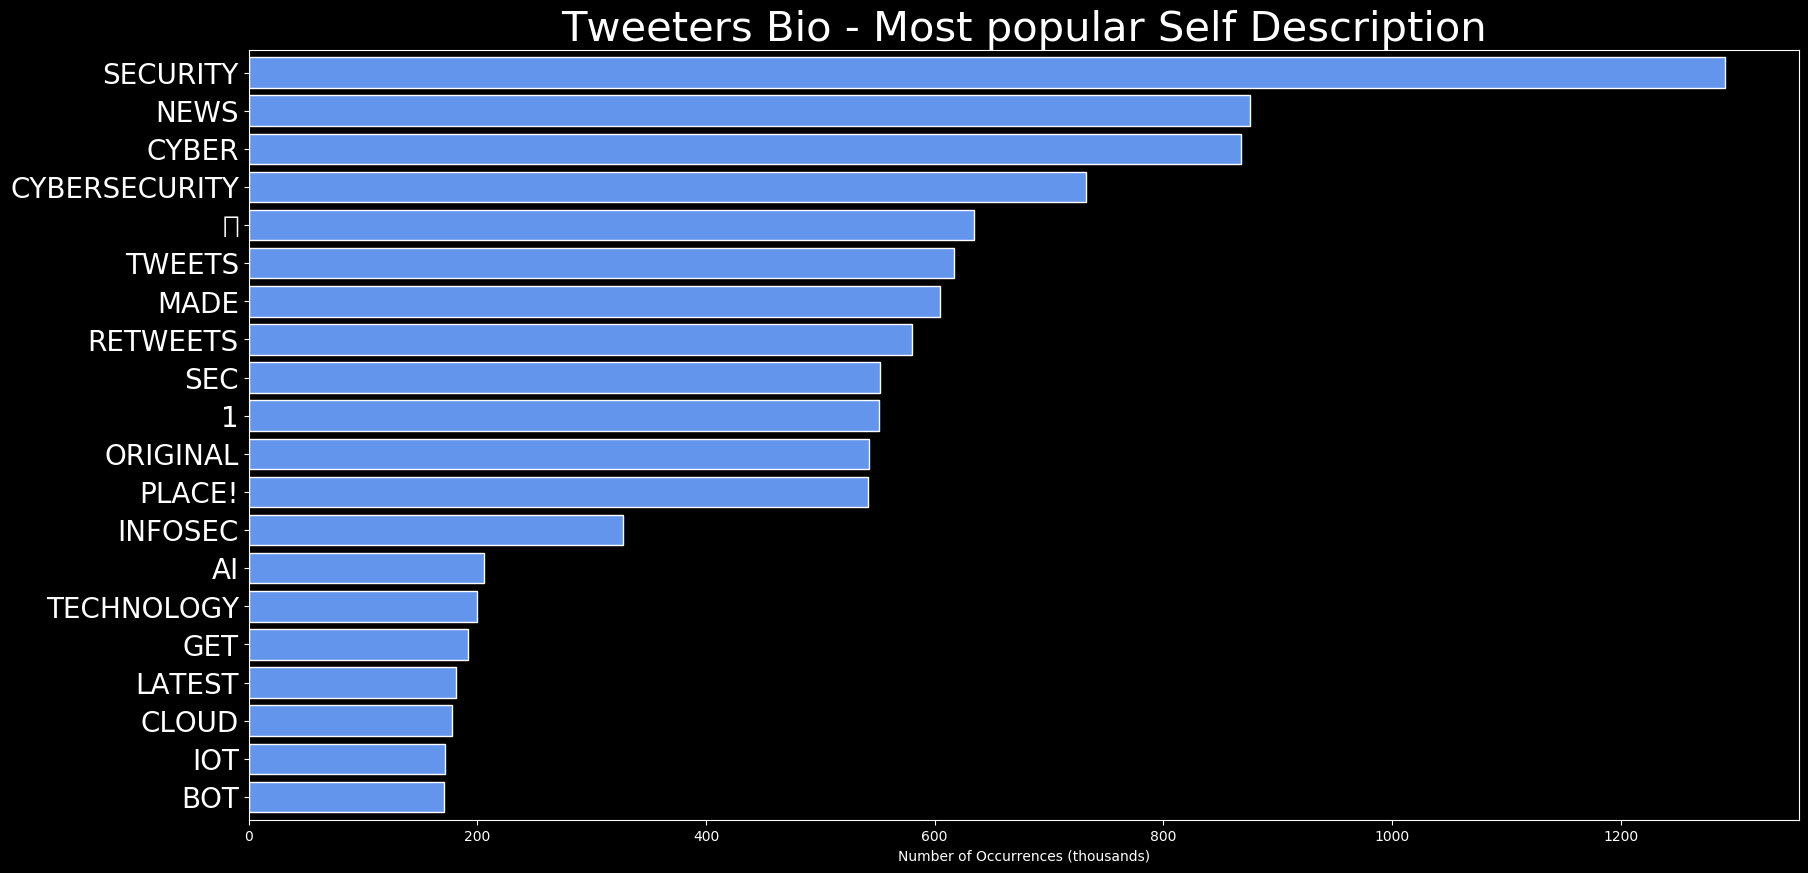 Tweeters Bio - Most popular Self Description
SECURITY
NEWS
CYBER
CYBERSECURITY
TWEETS
MADE
RETWEETS
SEC
1
ORIGINAL
PLACE!
INFOSEC
AI
TECHNOLOGY
GET
LATEST
CLOUD
IOT
BOT
0 200 400 600 800 1000 1200
Number of Occurrences (thousands)